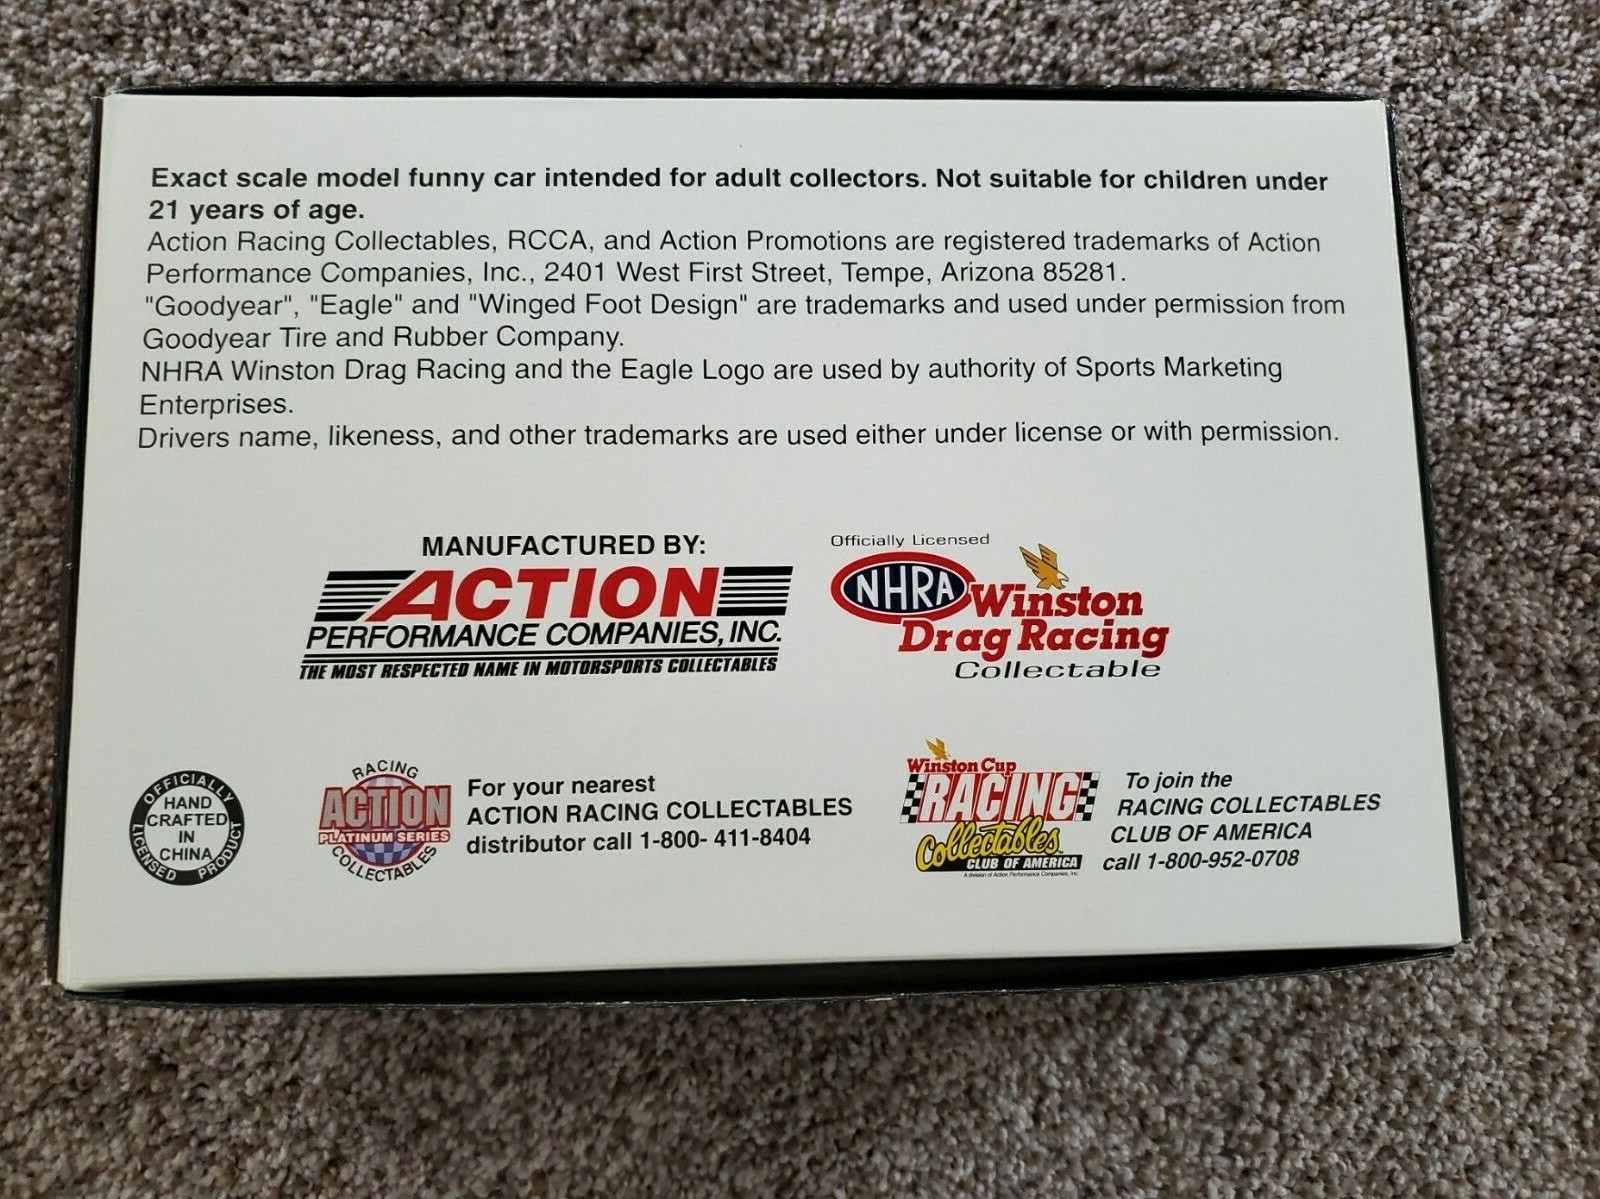 Exact scale model funny car intended for adult collectors. Not suitable for children under
21 years of age.
Action Racing Collectables, RCCA, and Action Promotions are registered trademarks of Action
Performance Companies, Inc., 2401 West First Street, Tempe, Arizona 85281.
"Goodyear", "Eagle" and "Winged Foot Design" are trademarks and used under permission from
Goodyear Tire and Rubber Company.
NHRA Winston Drag Racing and the Eagle Logo are used by authority of Sports Marketing
Enterprises.
Drivers name, likeness, and other trademarks are used either under license or with permission.
MANUFACTURED BY:
ACTION
PERFORMANCE COMPANIES, INC.
THE MOST RESPECTED NAME IN MOTORSPORTS COLLECTABLES
Officially Licensed
NHRA Winston
Drag Racing
Collectable
OFFICIALLY
HAND
CRAFTED
IN
CHINA
LICENSED PRODUCT
RACING
ACTION
PLATINUM SERIES
COLLECTABLES
For your nearest
ACTION RACING COLLECTABLES
distributor call 1-800- 411-8404
Winston Cup
RACING
Collectables
CLUB OF AMERICA
A division of Action Performance Companies, Inc.
To join the
RACING COLLECTABLES
CLUB OF AMERICA
call 1-800-952-0708